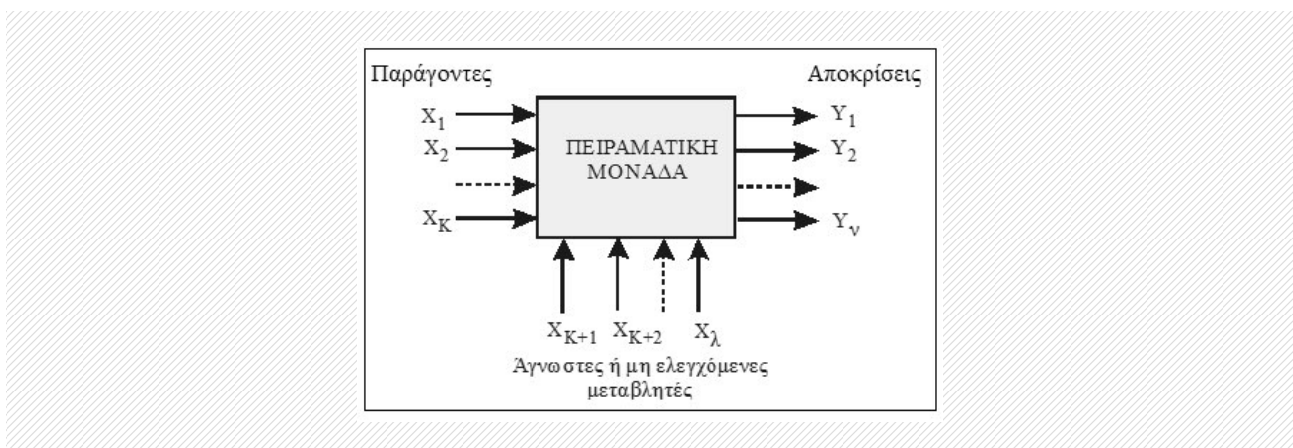 Παράγοντες Αποκρίσεις
X1 Y1
X2 ΠΕΙΡΑΜΑΤΙΚΗ Y2
ΜΟΝΑΔΑ
XK Yν
XK+1 XK+2 Xλ
Άγνωστες ή μη ελεγχόμενες
μεταβλητές